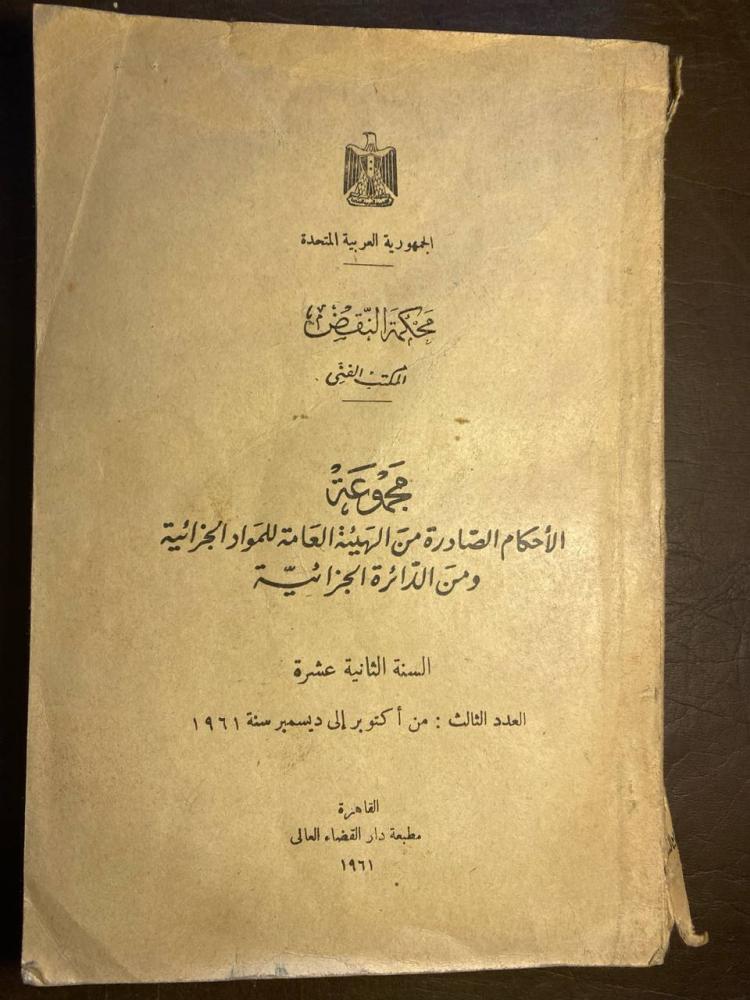 الجمهورية العربية المتحدة
محكمة النقض
المكتب الفني
مجموعة
الأحكام الصادرة من الهيئة العامة للمواد الجزائية
ومن الدائرة الجزائية
السنة الثانية عشرة
العدد الثالث : من أكتوبر إلى ديسمبر سنة ١٩٦١
القاهرة
مطبعة دار القضاء العالى
١٩٦١